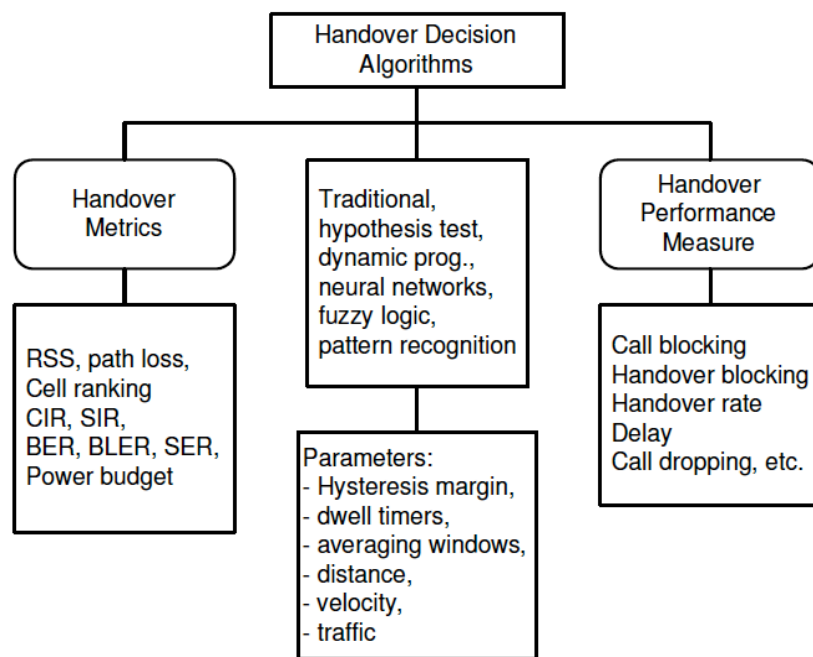 Handover Decision
Algorithms
Handover
Metrics
RSS, path loss,
Cell ranking
CIR, SIR,
BER, BLER, SER,
Power budget
Traditional,
hypothesis test,
dynamic prog.,
neural networks,
fuzzy logic,
pattern recognition
Parameters:
- Hysteresis margin,
- dwell timers,
- averaging windows,
- distance,
- velocity,
- traffic
Handover
Performance
Measure
Call blocking
Handover blocking
Handover rate
Delay
Call dropping, etc.